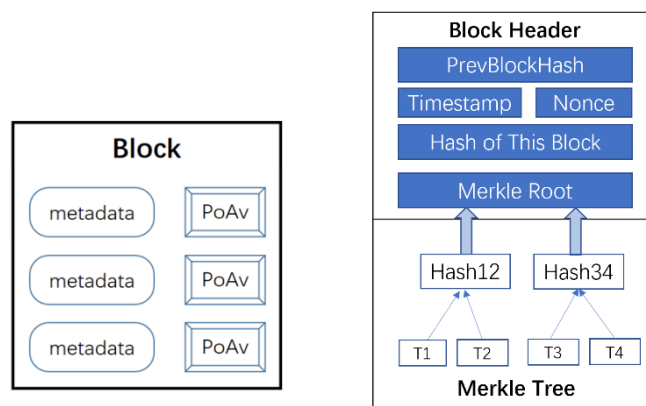 Block
metadata PoAv
metadata PoAv
metadata PoAv
Block Header
PrevBlockHash
Timestamp Nonce
Hash of This Block
Merkle Root
Hash12 Hash34
T1 T2 T3 T4
Merkle Tree